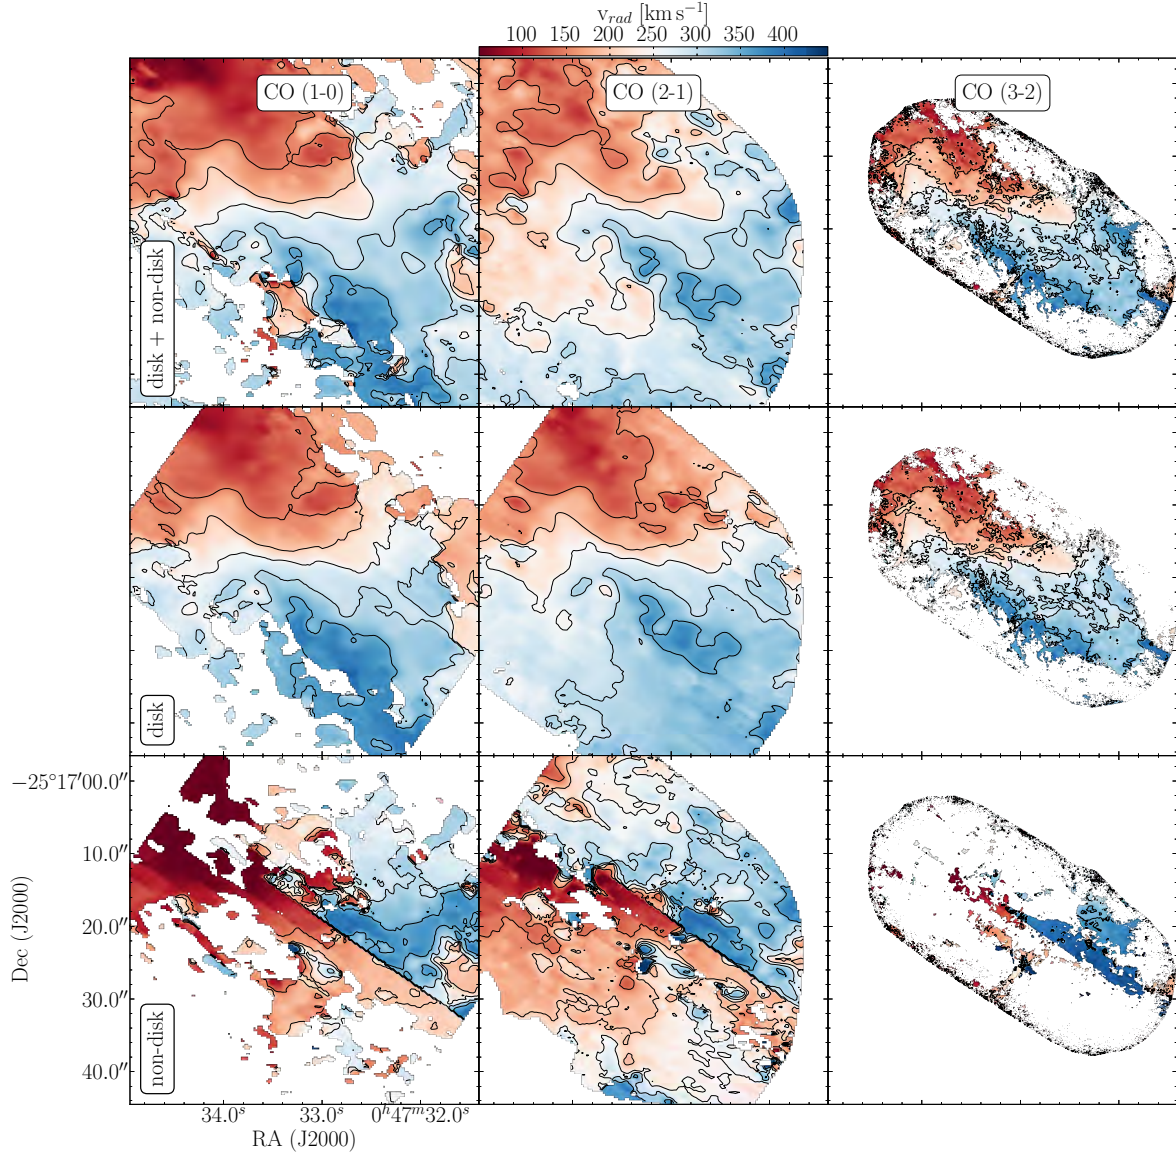 v_rad [km s⁻¹]
100 150 200 250 300 350 400
CO (1-0)
CO (2-1)
CO (3-2)
disk + non-disk
disk
non-disk
−25°17′00.0″
10.0″
20.0″
30.0″
40.0″
Dec (J2000)
34.0ˢ 33.0ˢ 0ʰ47ᵐ32.0ˢ
RA (J2000)